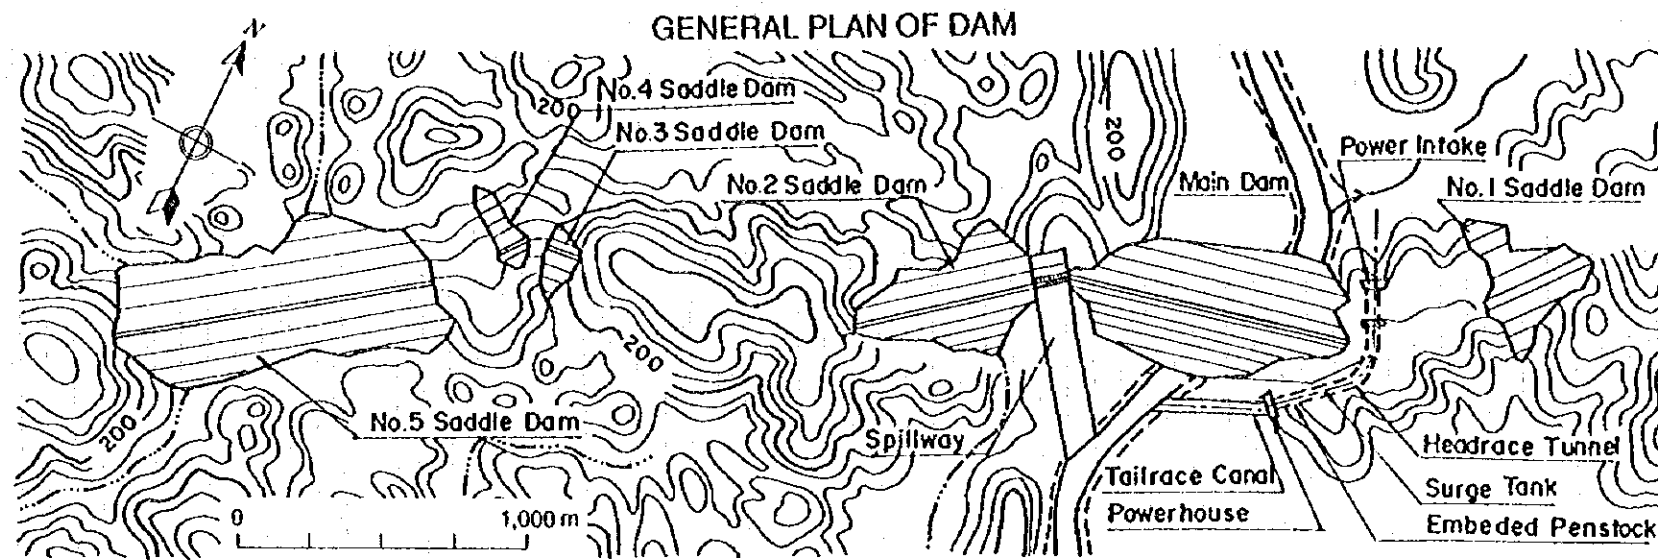 GENERAL PLAN OF DAM
N
No.4 Saddle Dam
200
No.3 Saddle Dam
200
Power Intake
No.2 Saddle Dam
Main Dam
No.1 Saddle Dam
200
200
No.5 Saddle Dam
Spillway
Headrace Tunnel
Tailrace Canal
Surge Tank
0
1,000 m
Powerhouse
Embeded Penstock